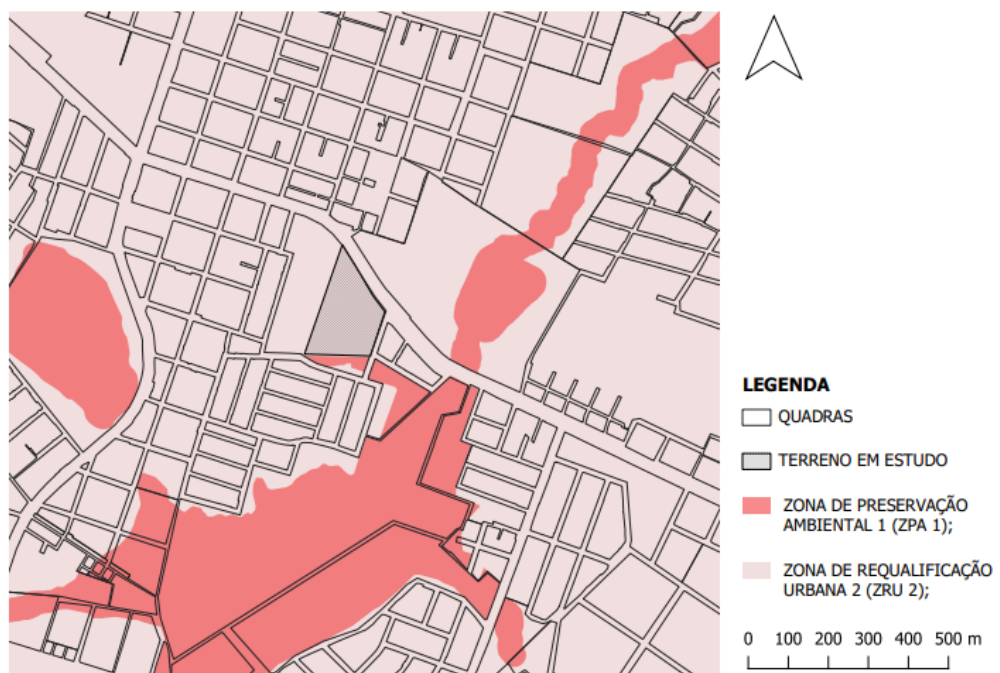 LEGENDA
QUADRAS
TERRENO EM ESTUDO
ZONA DE PRESERVAÇÃO
AMBIENTAL 1 (ZPA 1);
ZONA DE REQUALIFICAÇÃO
URBANA 2 (ZRU 2);
0 100 200 300 400 500 m